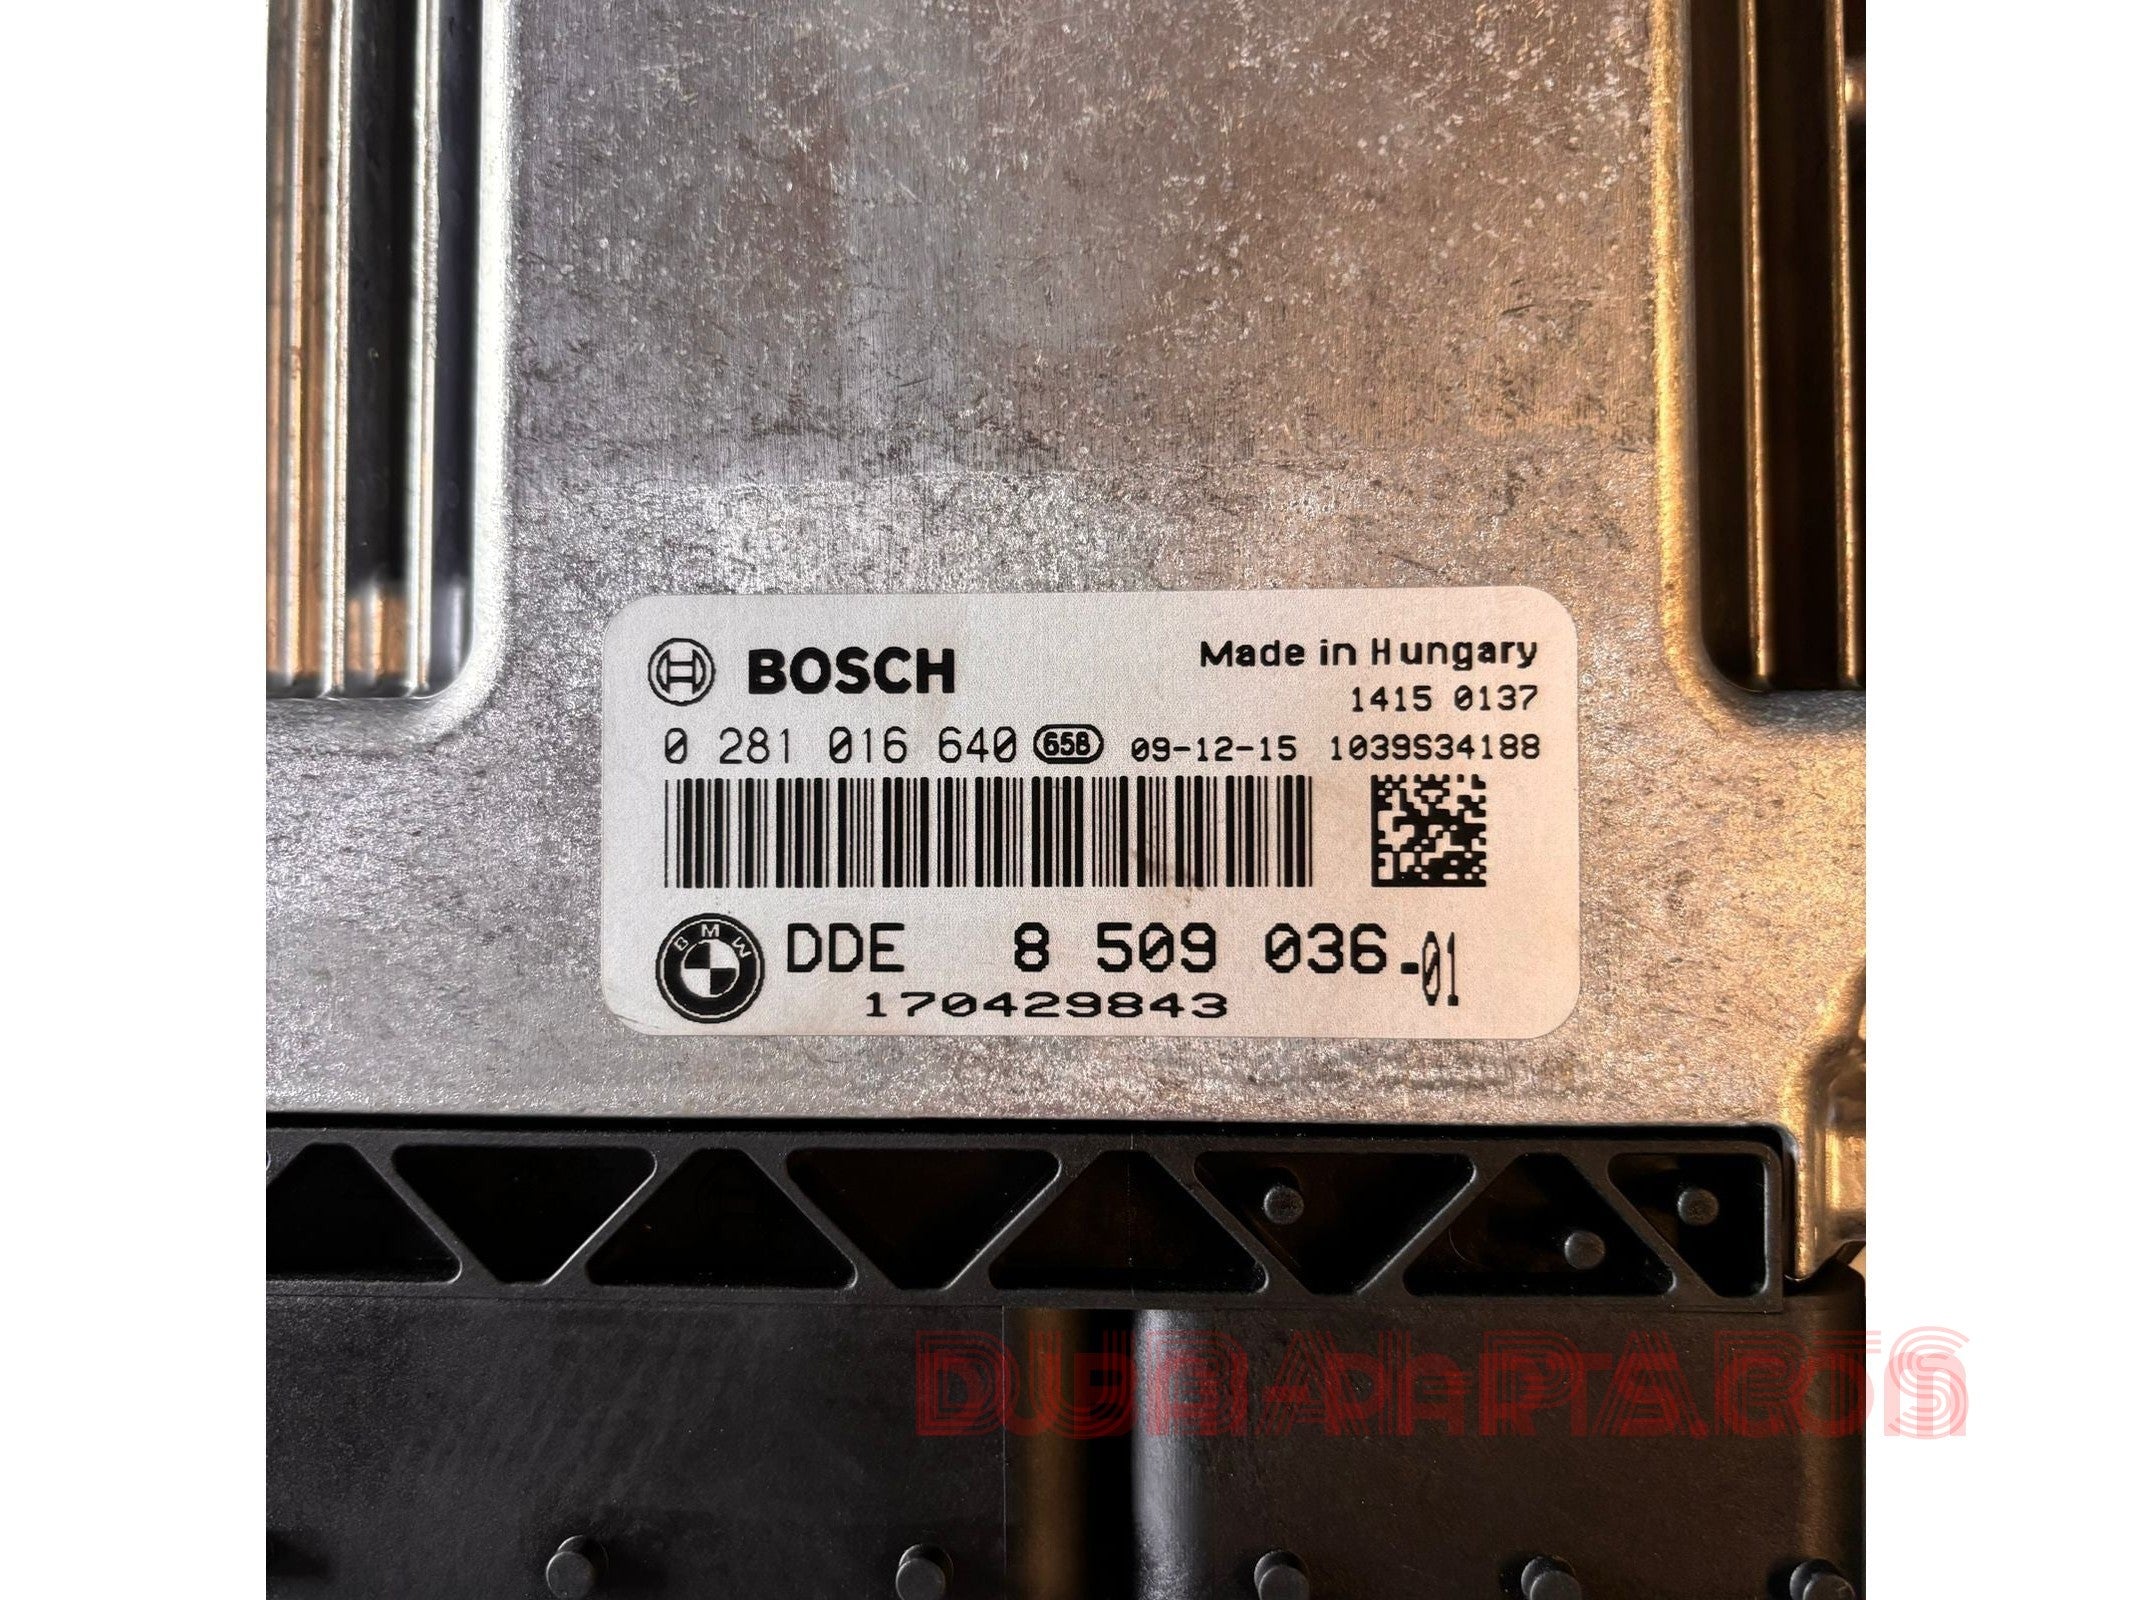 BOSCH
Made in Hungary
1415 0137
0 281 016 640 658 09-12-15 1039S34188
BMW
DDE 8 509 036-01
170429843